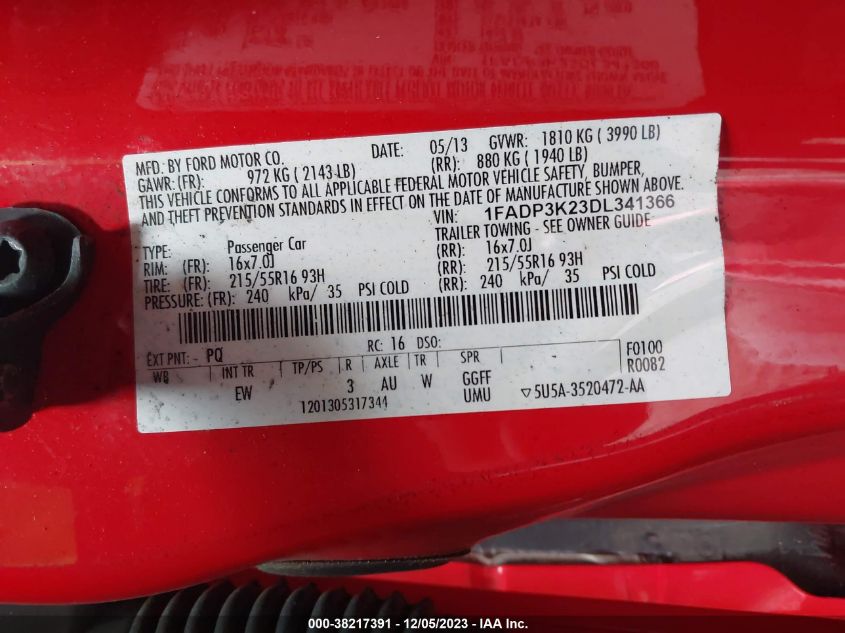 MFD. BY FORD MOTOR CO. DATE: 05/13 GVWR: 1810 KG ( 3990 LB)
GAWR: (FR): 972 KG ( 2143 LB) (RR): 880 KG ( 1940 LB)
THIS VEHICLE CONFORMS TO ALL APPLICABLE FEDERAL MOTOR VEHICLE SAFETY, BUMPER,
AND THEFT PREVENTION STANDARDS IN EFFECT ON THE DATE OF MANUFACTURE SHOWN ABOVE.
VIN: 1FADP3K23DL341366
TYPE: Passenger Car TRAILER TOWING - SEE OWNER GUIDE
RIM: (FR): 16x7.0J (RR): 16x7.0J
TIRE: (FR): 215/55R16 93H (RR): 215/55R16 93H
PRESSURE: (FR): 240 kPa/ 35 PSI COLD (RR): 240 kPa/ 35 PSI COLD
EXT PNT: - PQ RC: 16 DSO: F0100
WB INT TR TP/PS R AXLE TR SPR R0082
EW 3 AU W GGFF
UMU ▽5U5A-3520472-AA
1201305317344
000-38217391 - 12/05/2023 - IAA Inc.